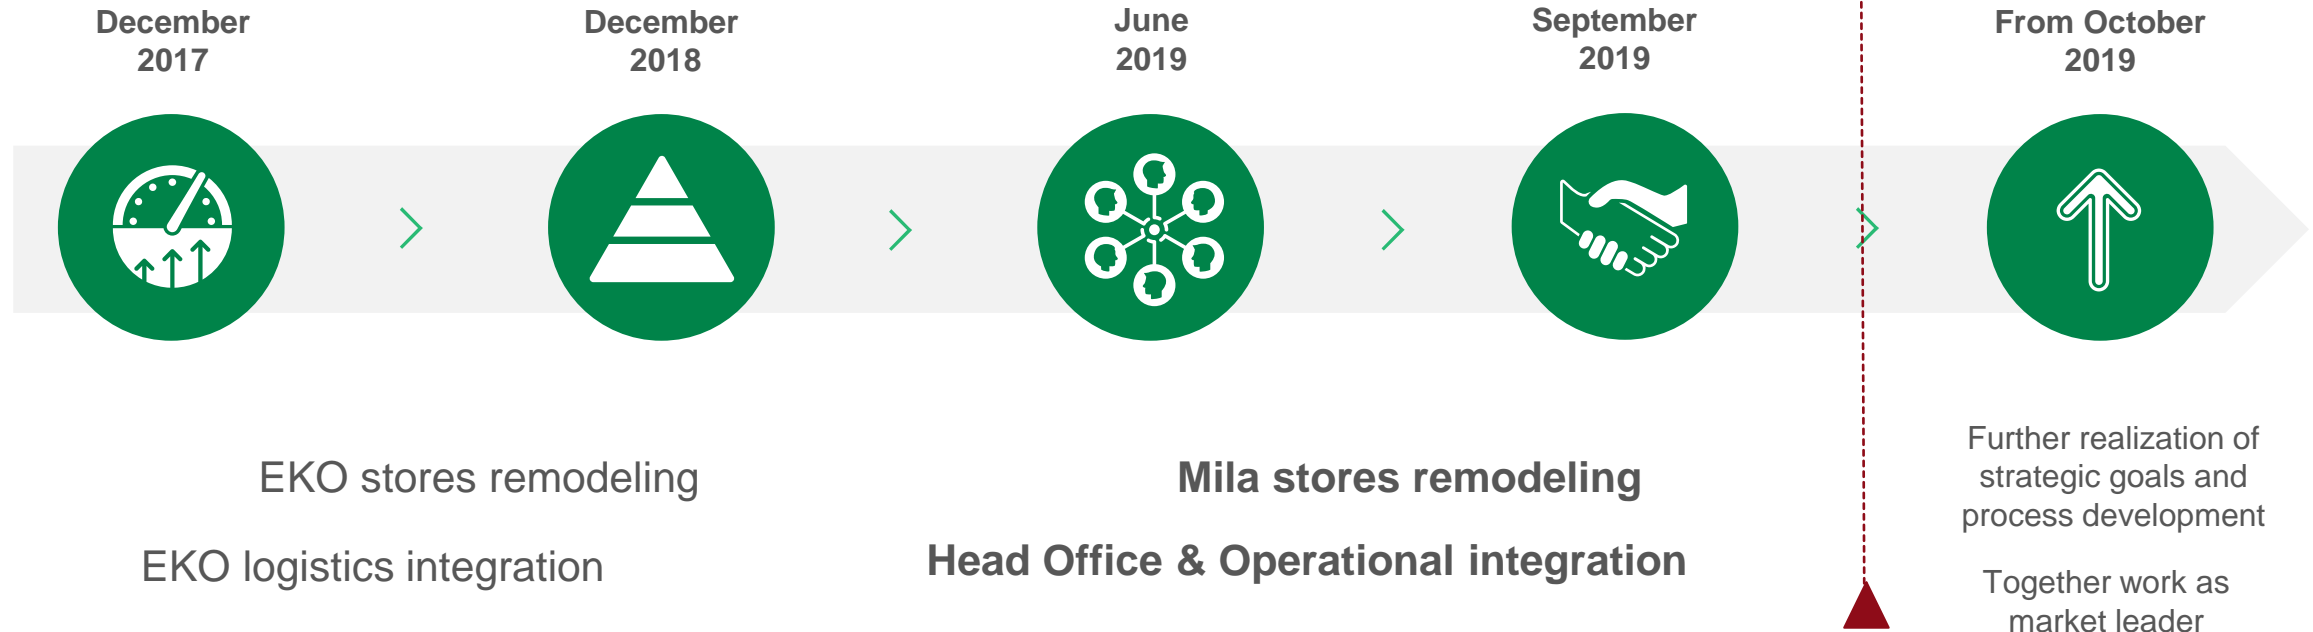 December
2017
December
2018
June
2019
September
2019
From October
2019
EKO stores remodeling
EKO logistics integration
Mila stores remodeling
Head Office & Operational integration
Further realization of
strategic goals and
process development
Together work as
market leader